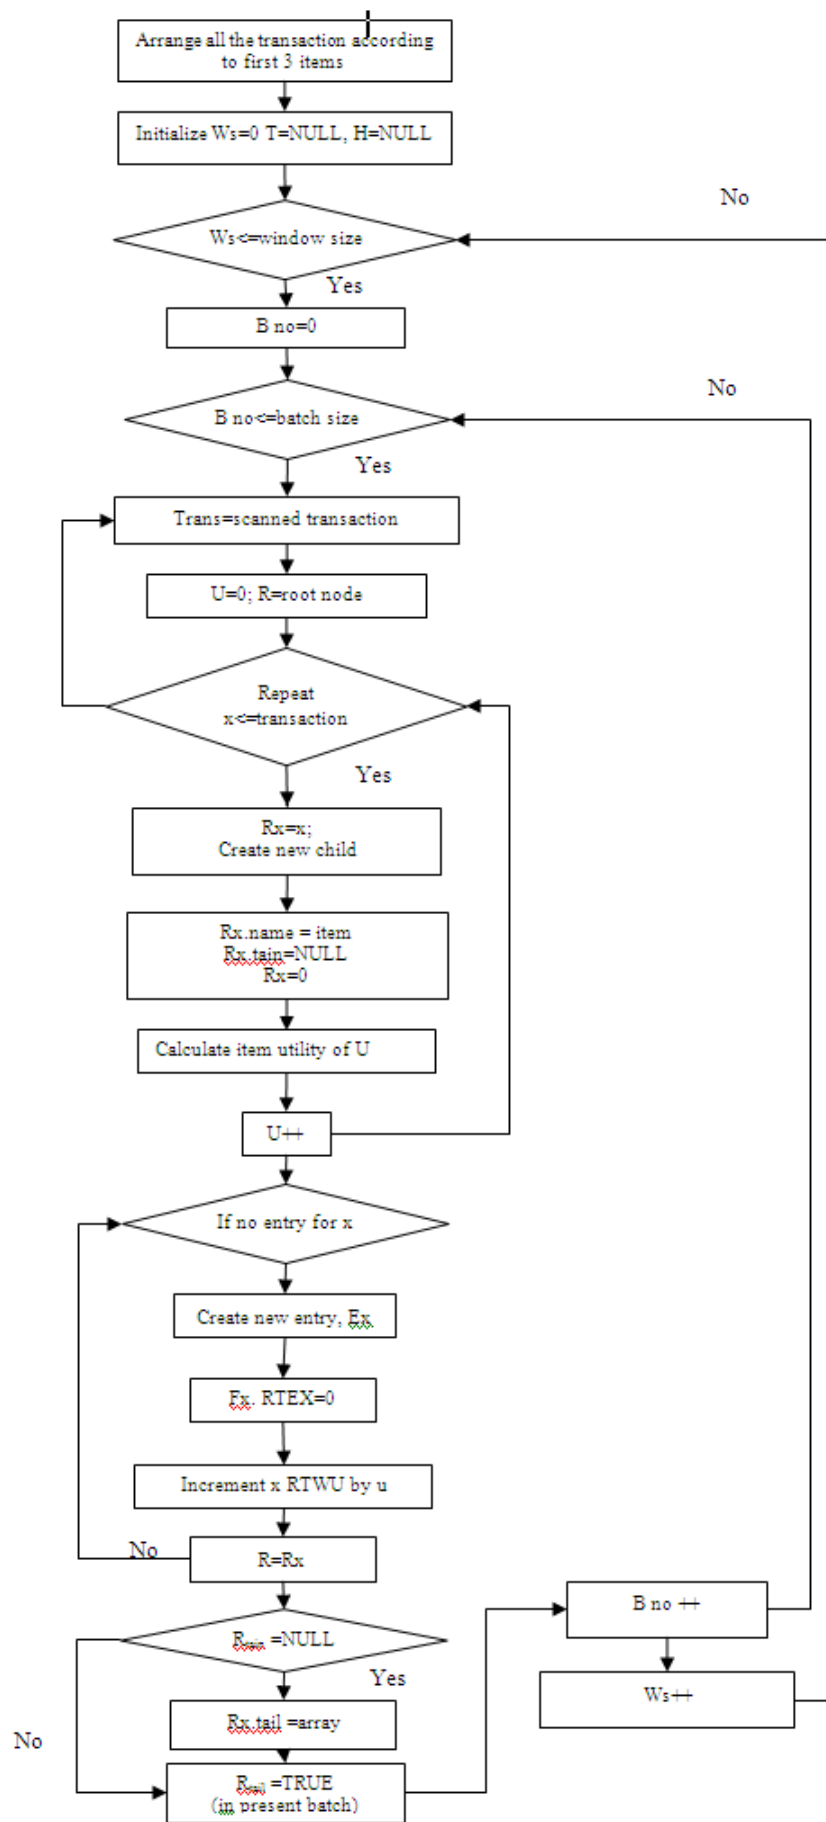 Arrange all the transaction according
to first 3 items
Initialize Ws=0 T=NULL, H=NULL
No
Ws<=window size
Yes
B no=0
No
B no<=batch size
Yes
Trans=scanned transaction
U=0; R=root node
Repeat
x<=transaction
Yes
Rx=x;
Create new child
Rx.name = item
Rx.tain=NULL
Rx=0
Calculate item utility of U
U++
If no entry for x
Create new entry, Ex
Fx. RTEX=0
Increment x RTWU by u
No
R=Rx
B no ++
R =NULL
Yes
Ws++
Rx.tail =array
No
Rtail =TRUE
(in present batch)